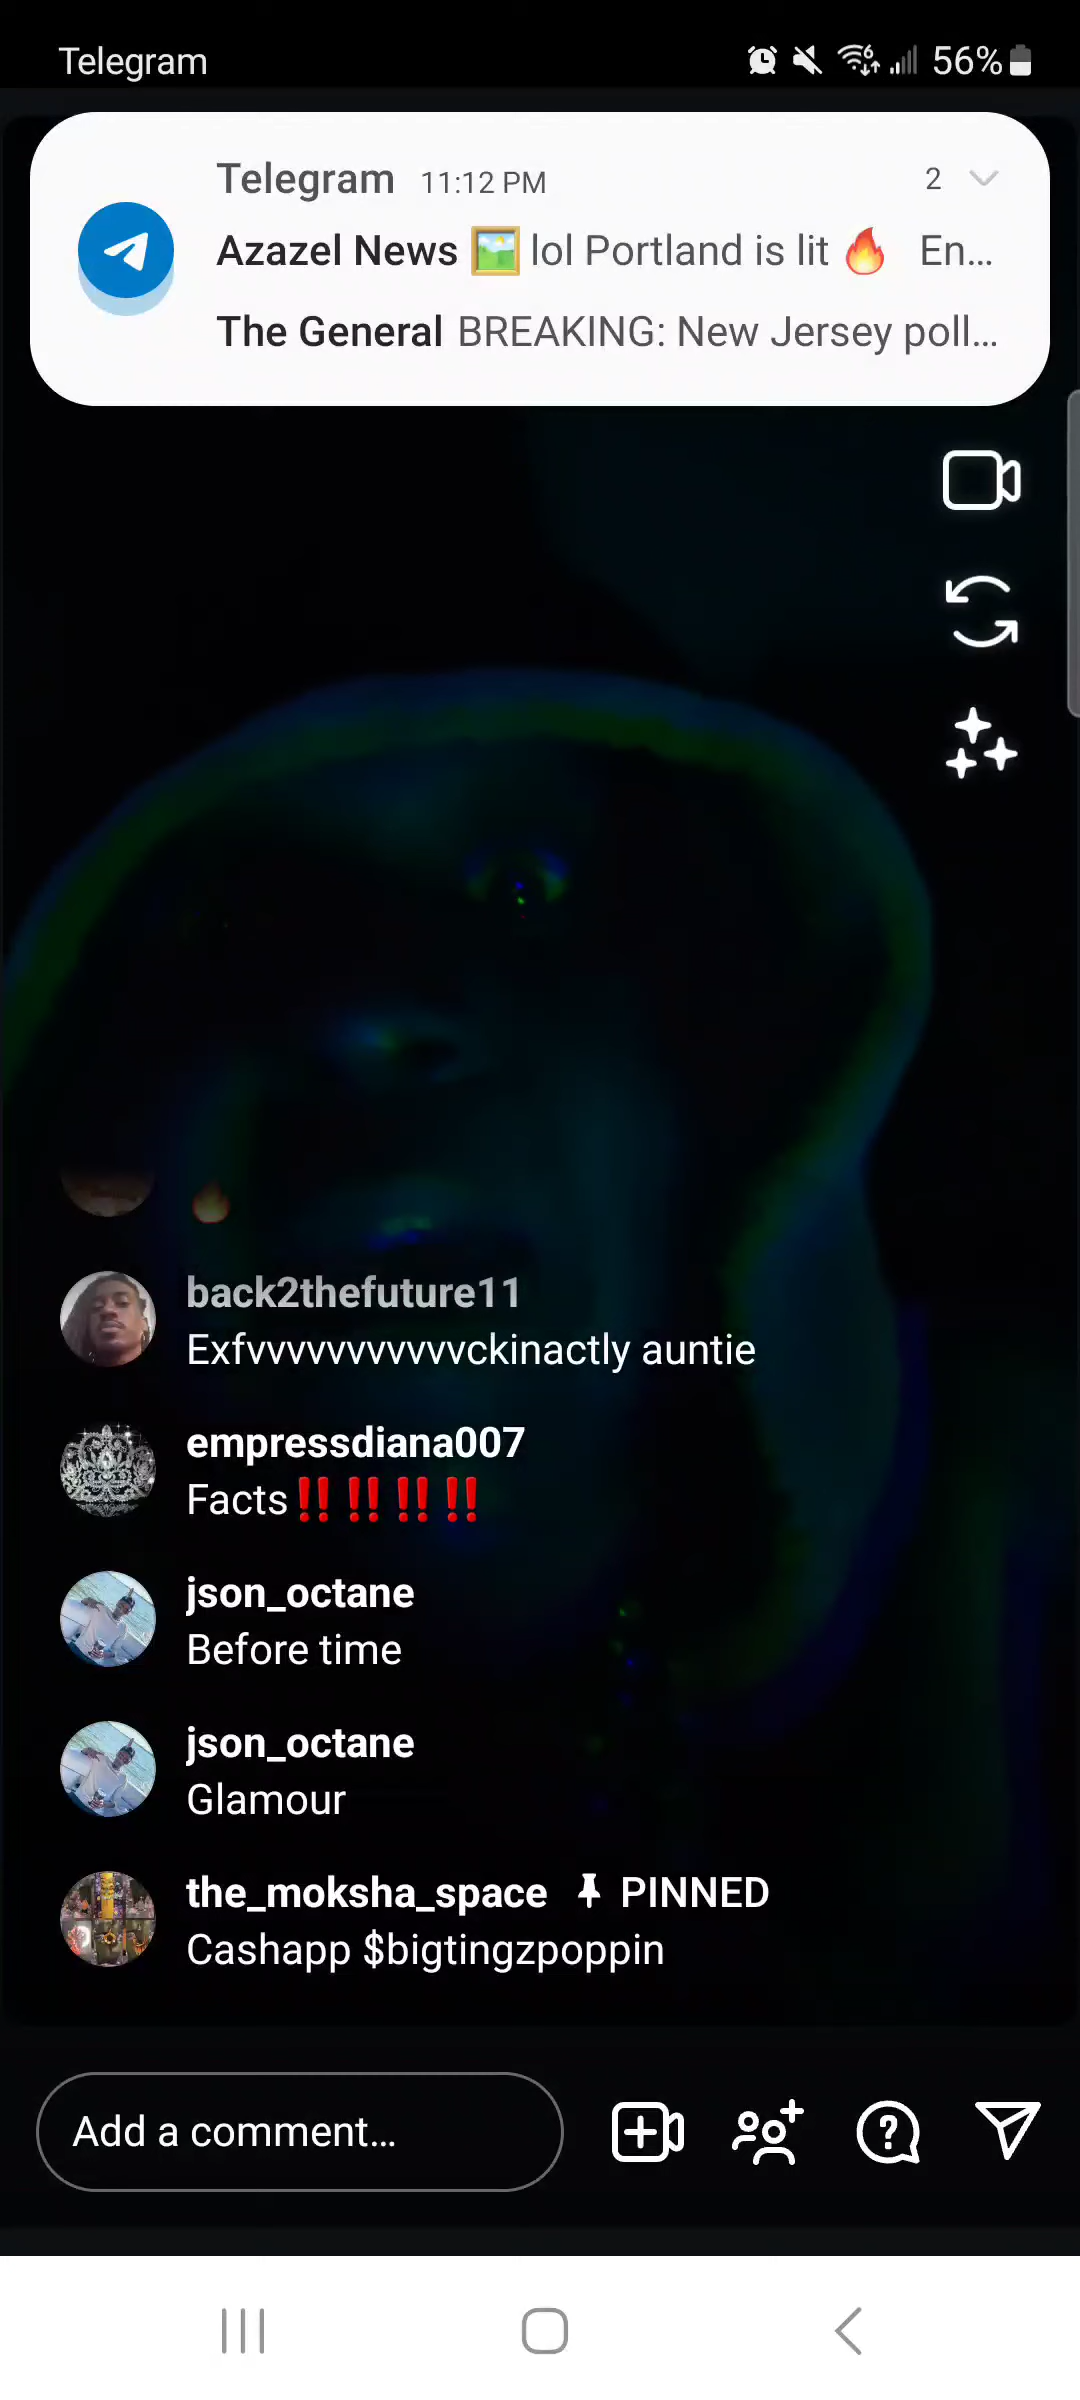 Telegram
56%
Telegram 11:12 PM 2
Azazel News 🖼️ lol Portland is lit 🔥 En...
The General BREAKING: New Jersey poll...
🔥
back2thefuture11
Exfvvvvvvvvvvvckinactly auntie
empressdiana007
Facts‼️‼️‼️‼️
json_octane
Before time
json_octane
Glamour
the_moksha_space 📌 PINNED
Cashapp $bigtingzpoppin
Add a comment...